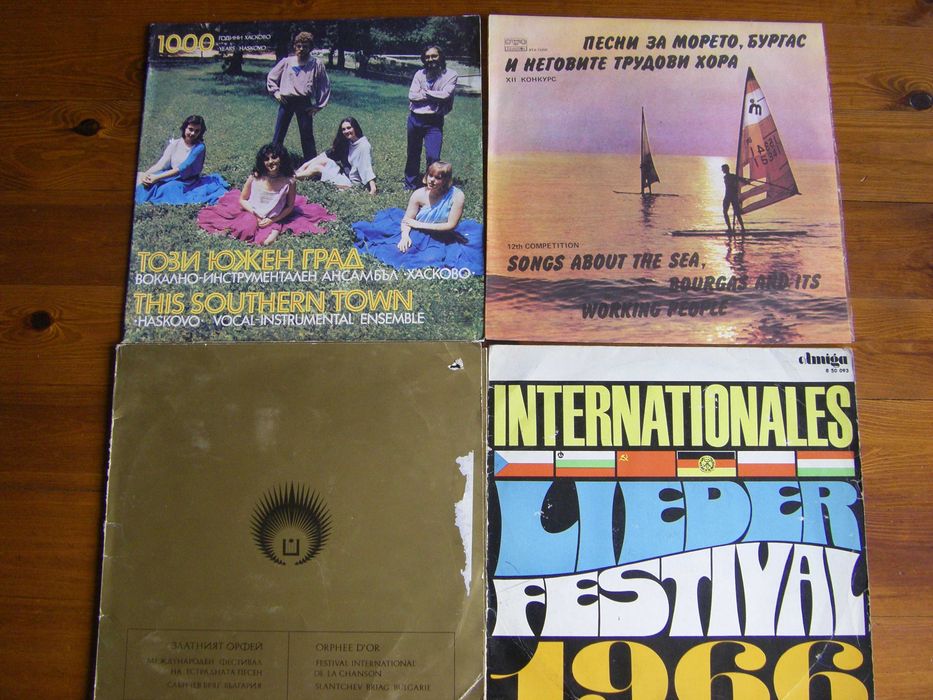 1000 ГОДИНИ ХАСКОВО
YEARS HASKOVO
ТОЗИ ЮЖЕН ГРАД
ВОКАЛНО-ИНСТРУМЕНТАЛЕН АНСАМБЪЛ ·ХАСКОВО·
THIS SOUTHERN TOWN
·HASKOVO· VOCAL-INSTRUMENTAL ENSEMBLE
ПЕСНИ ЗА МОРЕТО, БУРГАС
И НЕГОВИТЕ ТРУДОВИ ХОРА
XII КОНКУРС
12th COMPETITION
SONGS ABOUT THE SEA,
BOURGAS AND ITS
WORKING PEOPLE
ЗЛАТНИЯТ ОРФЕЙ
МЕЖДУНАРОДЕН ФЕСТИВАЛ
НА ЕСТРАДНАТА ПЕСЕН
СЛЪНЧЕВ БРЯГ БЪЛГАРИЯ
ORPHEE D'OR
FESTIVAL INTERNATIONAL
DE LA CHANSON
SLANTCHEV BRIAG BULGARIE
amiga
8 50 093
INTERNATIONALES
LIEDER
FESTIVAL
1966